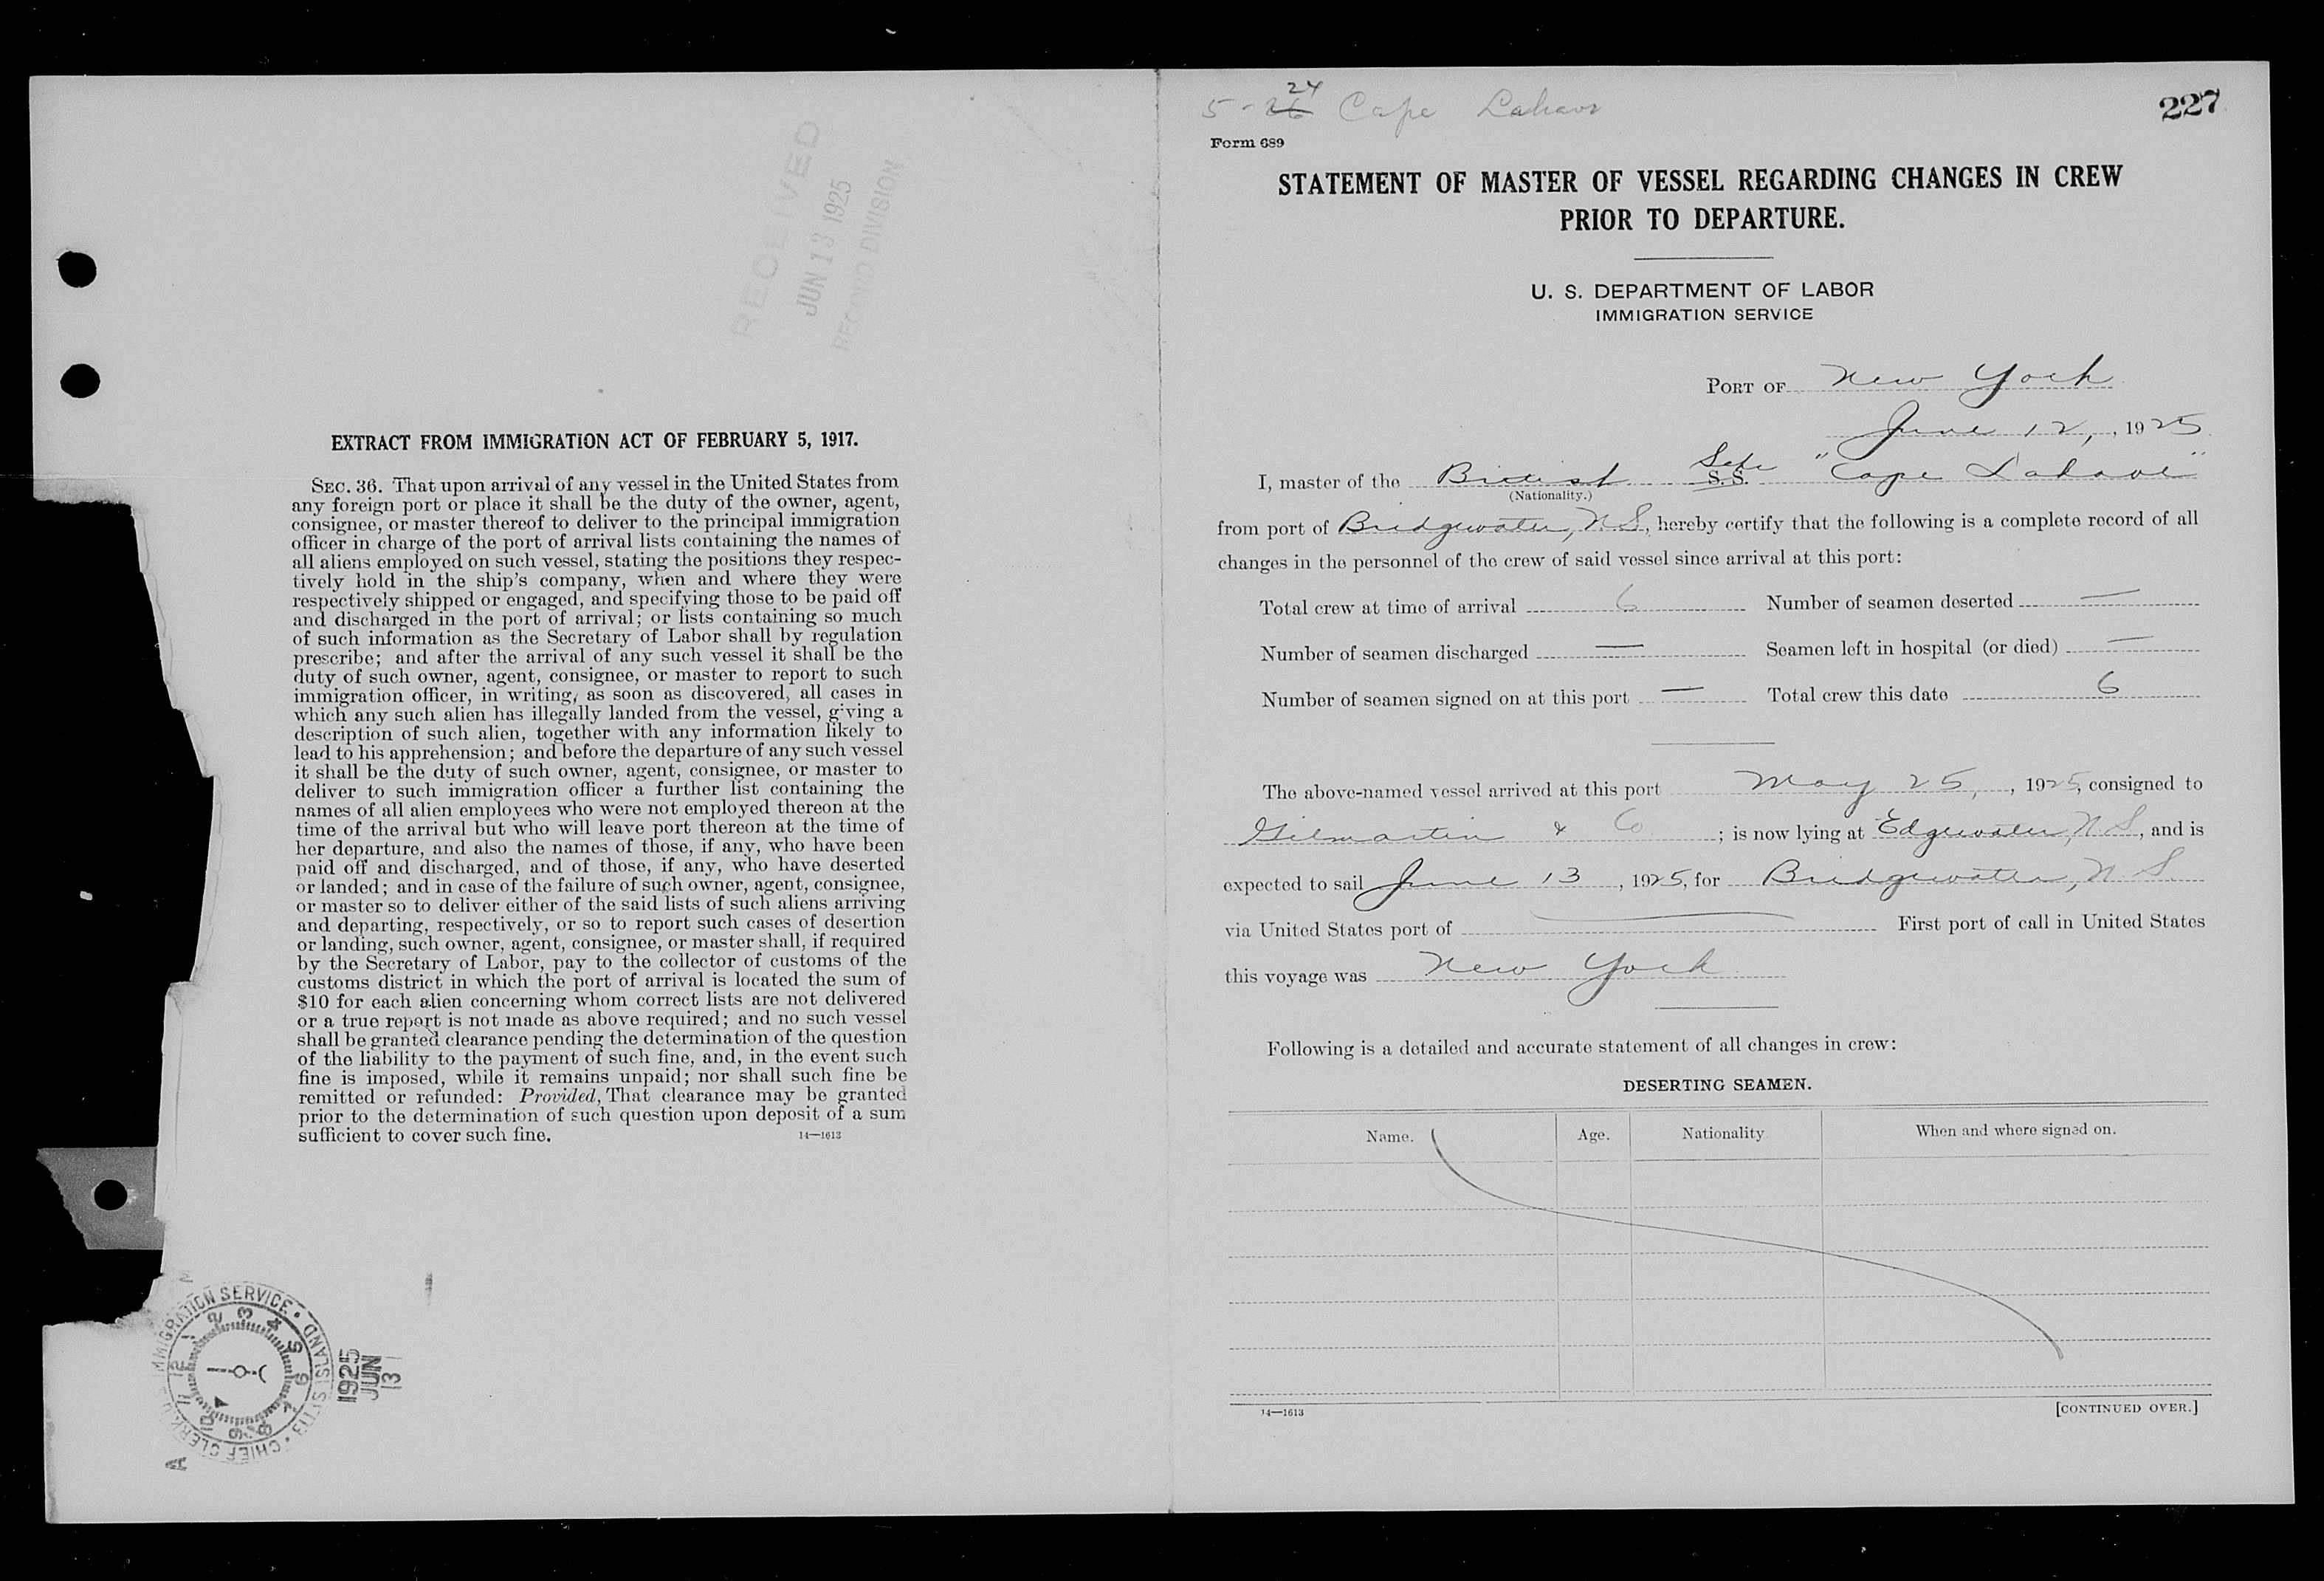 RECEIVED
JUN 13 1925
RECORD DIVISION
EXTRACT FROM IMMIGRATION ACT OF FEBRUARY 5, 1917.
SEC. 36. That upon arrival of any vessel in the United States from
any foreign port or place it shall be the duty of the owner, agent,
consignee, or master thereof to deliver to the principal immigration
officer in charge of the port of arrival lists containing the names of
all aliens employed on such vessel, stating the positions they respec-
tively hold in the ship's company, when and where they were
respectively shipped or engaged, and specifying those to be paid off
and discharged in the port of arrival; or lists containing so much
of such information as the Secretary of Labor shall by regulation
prescribe; and after the arrival of any such vessel it shall be the
duty of such owner, agent, consignee, or master to report to such
immigration officer, in writing, as soon as discovered, all cases in
which any such alien has illegally landed from the vessel, giving a
description of such alien, together with any information likely to
lead to his apprehension; and before the departure of any such vessel
it shall be the duty of such owner, agent, consignee, or master to
deliver to such immigration officer a further list containing the
names of all alien employees who were not employed thereon at the
time of the arrival but who will leave port thereon at the time of
her departure, and also the names of those, if any, who have been
paid off and discharged, and of those, if any, who have deserted
or landed; and in case of the failure of such owner, agent, consignee,
or master so to deliver either of the said lists of such aliens arriving
and departing, respectively, or so to report such cases of desertion
or landing, such owner, agent, consignee, or master shall, if required
by the Secretary of Labor, pay to the collector of customs of the
customs district in which the port of arrival is located the sum of
$10 for each alien concerning whom correct lists are not delivered
or a true report is not made as above required; and no such vessel
shall be granted clearance pending the determination of the question
of the liability to the payment of such fine, and, in the event such
fine is imposed, while it remains unpaid; nor shall such fine be
remitted or refunded: Provided, That clearance may be granted
prior to the determination of such question upon deposit of a sum
sufficient to cover such fine. 14—1613
IMMIGRATION SERVICE • ELLIS ISLAND • CHIEF CLERK
1 2 3 4 5 6 7 8 9 10 11 12
1925
JUN
13
A
24
5-26 Cape Lahave
227
Form 689
STATEMENT OF MASTER OF VESSEL REGARDING CHANGES IN CREW
PRIOR TO DEPARTURE.
U. S. DEPARTMENT OF LABOR
IMMIGRATION SERVICE
PORT OF New York
June 12, , 1925
I, master of the British S.S. "Cape Lahave"
(Nationality.)
from port of Bridgewater, N.S., hereby certify that the following is a complete record of all
changes in the personnel of the crew of said vessel since arrival at this port:
Total crew at time of arrival 6 Number of seamen deserted —
Number of seamen discharged — Seamen left in hospital (or died) —
Number of seamen signed on at this port — Total crew this date 6
The above-named vessel arrived at this port May 25, , 1925, consigned to
Gilmartin & Co ; is now lying at Edgewater, N S, and is
expected to sail June 13 , 1925, for Bridgewater, N S.
via United States port of — First port of call in United States
this voyage was New York
Following is a detailed and accurate statement of all changes in crew:
DESERTING SEAMEN.
Name. Age. Nationality When and where signed on.
14—1613 [CONTINUED OVER.]